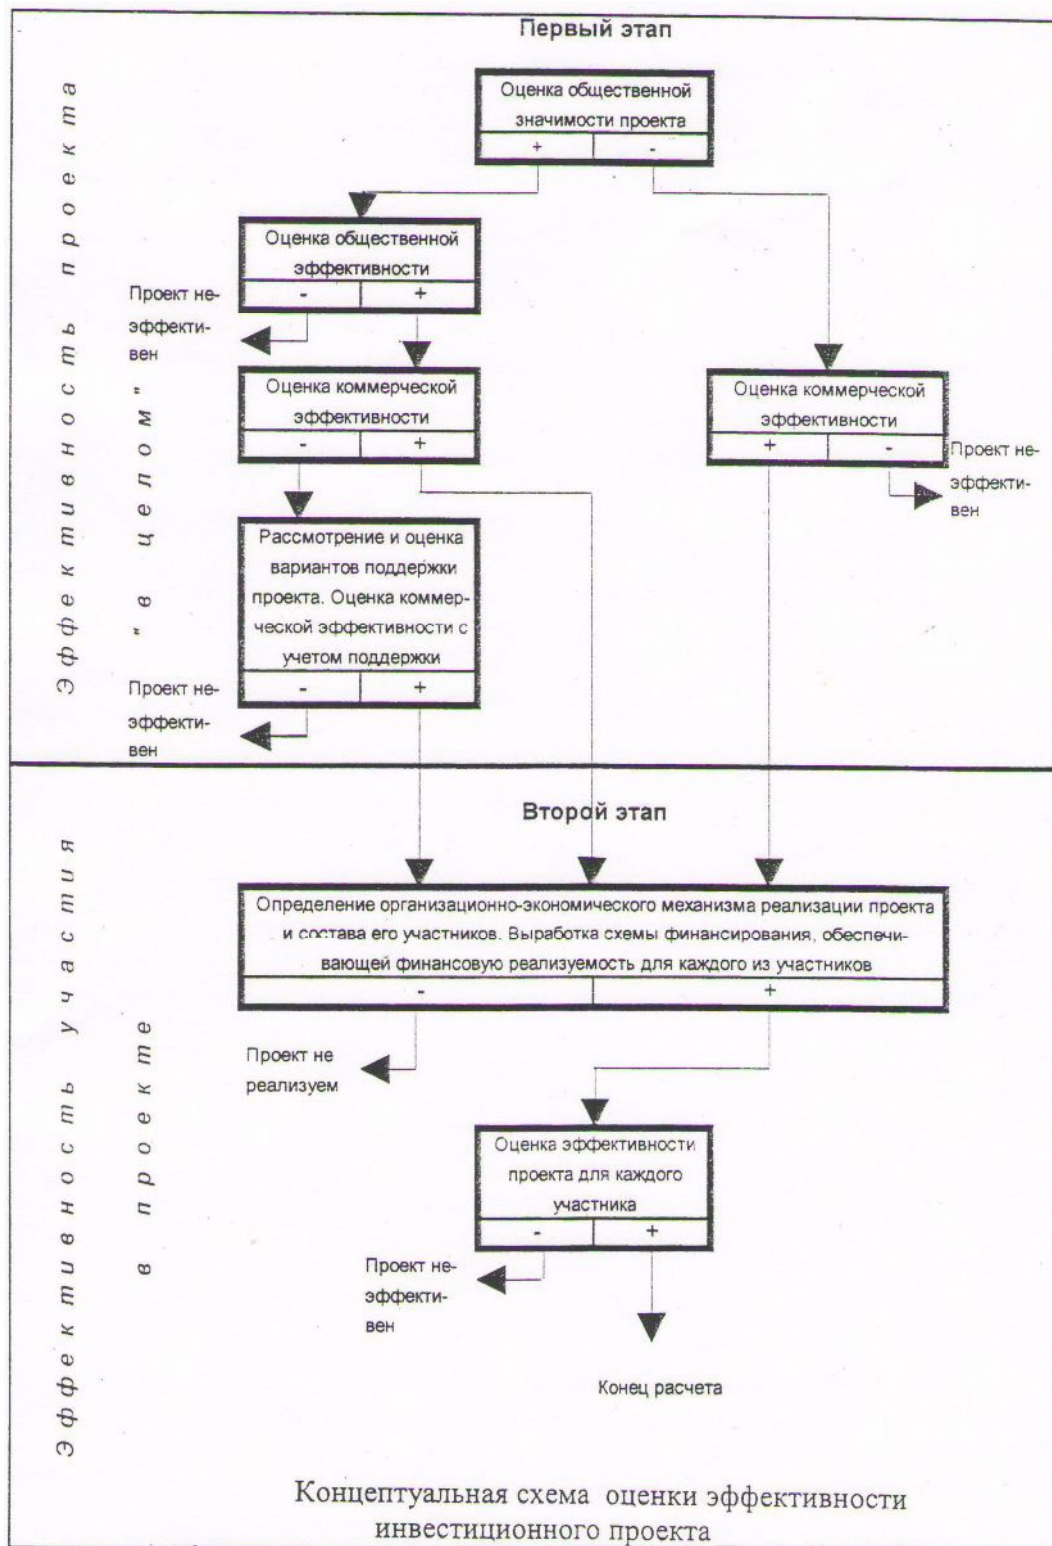 Первый этап
Эффективность проекта
"в целом"
Оценка общественной
значимости проекта
+ -
Оценка общественной
эффективности
- +
Проект не-
эффекти-
вен
Оценка коммерческой
эффективности
- +
Оценка коммерческой
эффективности
+ -
Проект не-
эффекти-
вен
Рассмотрение и оценка
вариантов поддержки
проекта. Оценка коммер-
ческой эффективности с
учетом поддержки
- +
Проект не-
эффекти-
вен
Второй этап
Эффективность участия
в проекте
Определение организационно-экономического механизма реализации проекта
и состава его участников. Выработка схемы финансирования, обеспечи-
вающей финансовую реализуемость для каждого из участников
- +
Проект не
реализуем
Оценка эффективности
проекта для каждого
участника
- +
Проект не-
эффекти-
вен
Конец расчета
Концептуальная схема оценки эффективности
инвестиционного проекта